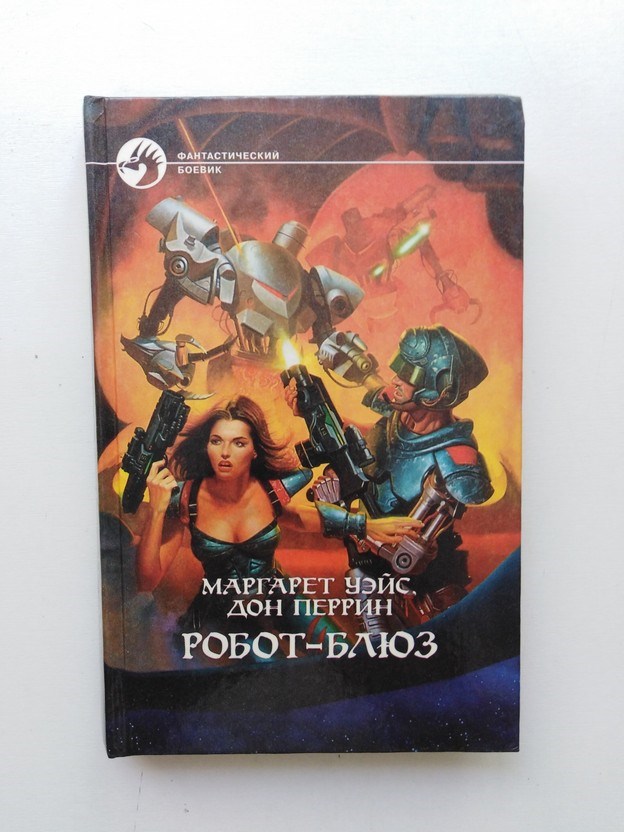 ФАНТАСТИЧЕСКИЙ
БОЕВИК
МАРГАРЕТ УЭЙС,
ДОН ПЕРРИН
РОБОТ-БЛЮЗ